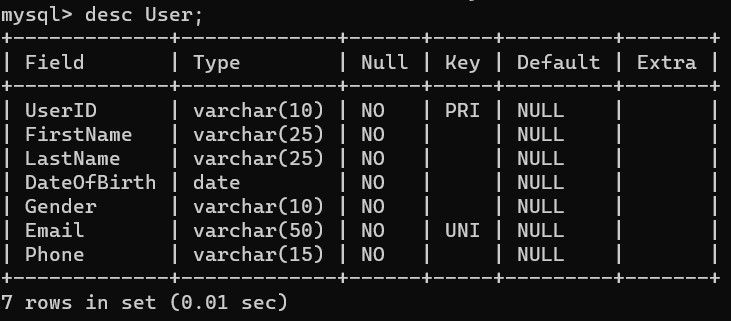 mysql> desc User;
+-------------+-------------+------+-----+---------+-------+
| Field       | Type        | Null | Key | Default | Extra |
+-------------+-------------+------+-----+---------+-------+
| UserID      | varchar(10) | NO   | PRI | NULL    |       |
| FirstName   | varchar(25) | NO   |     | NULL    |       |
| LastName    | varchar(25) | NO   |     | NULL    |       |
| DateOfBirth | date        | NO   |     | NULL    |       |
| Gender      | varchar(10) | NO   |     | NULL    |       |
| Email       | varchar(50) | NO   | UNI | NULL    |       |
| Phone       | varchar(15) | NO   |     | NULL    |       |
+-------------+-------------+------+-----+---------+-------+
7 rows in set (0.01 sec)